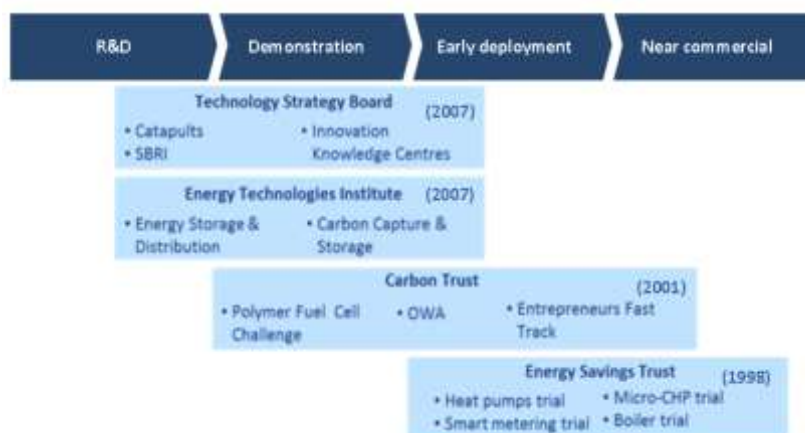 R&D
Demonstration
Early deployment
Near commercial
Technology Strategy Board
(2007)
• Catapults
• SBRI
• Innovation
Knowledge Centres
Energy Technologies Institute
(2007)
• Energy Storage &
Distribution
• Carbon Capture &
Storage
Carbon Trust
(2001)
• Polymer Fuel Cell
Challenge
• OWA
• Entrepreneurs Fast
Track
Energy Savings Trust
(1998)
• Heat pumps trial
• Smart metering trial
• Micro-CHP trial
• Boiler trial